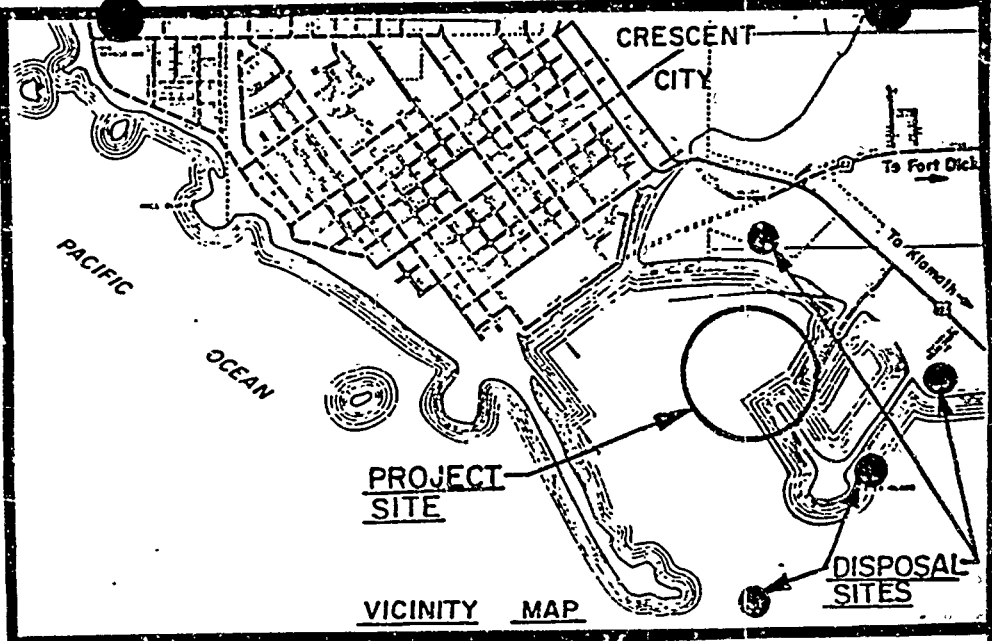 CRESCENT
CITY
To Fort Dick
To Klamath
PACIFIC
OCEAN
PROJECT
SITE
DISPOSAL
SITES
VICINITY MAP